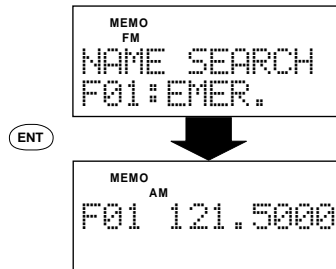 MEMO
FM
NAME SEARCH
F01:EMER.
ENT
MEMO
AM
F01 121.5000